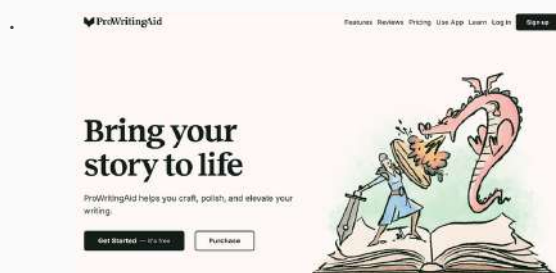 ProWritingAid
Features Reviews Pricing Use App Learn Log in Sign up
Bring your
story to life
ProWritingAid helps you craft, polish, and elevate your
writing.
Get Started — It's free Purchase